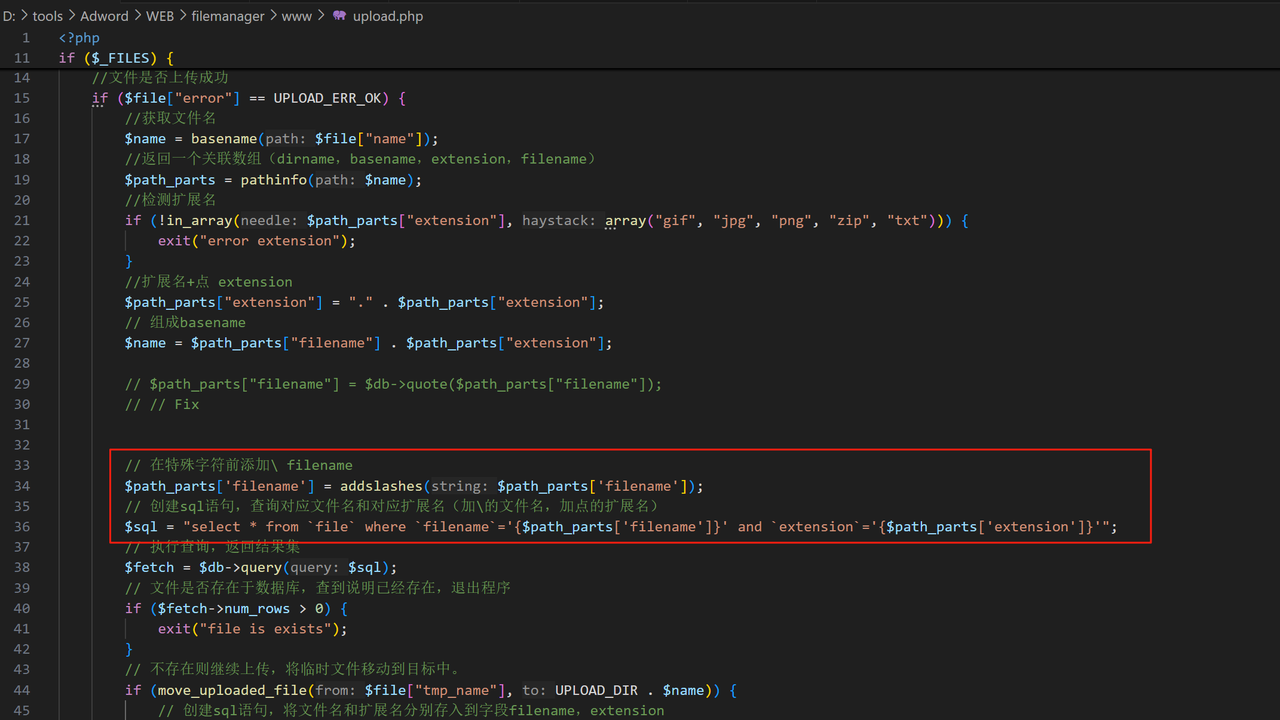 D: > tools > Adword > WEB > filemanager > www > upload.php
1 <?php
11 if ($_FILES) {
14 //文件是否上传成功
15 if ($file["error"] == UPLOAD_ERR_OK) {
16 //获取文件名
17 $name = basename(path: $file["name"]);
18 //返回一个关联数组（dirname，basename，extension，filename）
19 $path_parts = pathinfo(path: $name);
20 //检测扩展名
21 if (!in_array(needle: $path_parts["extension"], haystack: array("gif", "jpg", "png", "zip", "txt"))) {
22 exit("error extension");
23 }
24 //扩展名+点 extension
25 $path_parts["extension"] = "." . $path_parts["extension"];
26 // 组成basename
27 $name = $path_parts["filename"] . $path_parts["extension"];
28
29 // $path_parts["filename"] = $db->quote($path_parts["filename"]);
30 // // Fix
31
32
33 // 在特殊字符前添加\ filename
34 $path_parts['filename'] = addslashes(string: $path_parts['filename']);
35 // 创建sql语句，查询对应文件名和对应扩展名（加\的文件名，加点的扩展名）
36 $sql = "select * from `file` where `filename`='{$path_parts['filename']}' and `extension`='{$path_parts['extension']}'";
37 // 执行查询，返回结果集
38 $fetch = $db->query(query: $sql);
39 // 文件是否存在于数据库，查到说明已经存在，退出程序
40 if ($fetch->num_rows > 0) {
41 exit("file is exists");
42 }
43 // 不存在则继续上传，将临时文件移动到目标中。
44 if (move_uploaded_file(from: $file["tmp_name"], to: UPLOAD_DIR . $name)) {
45 // 创建sql语句，将文件名和扩展名分别存入到字段filename，extension